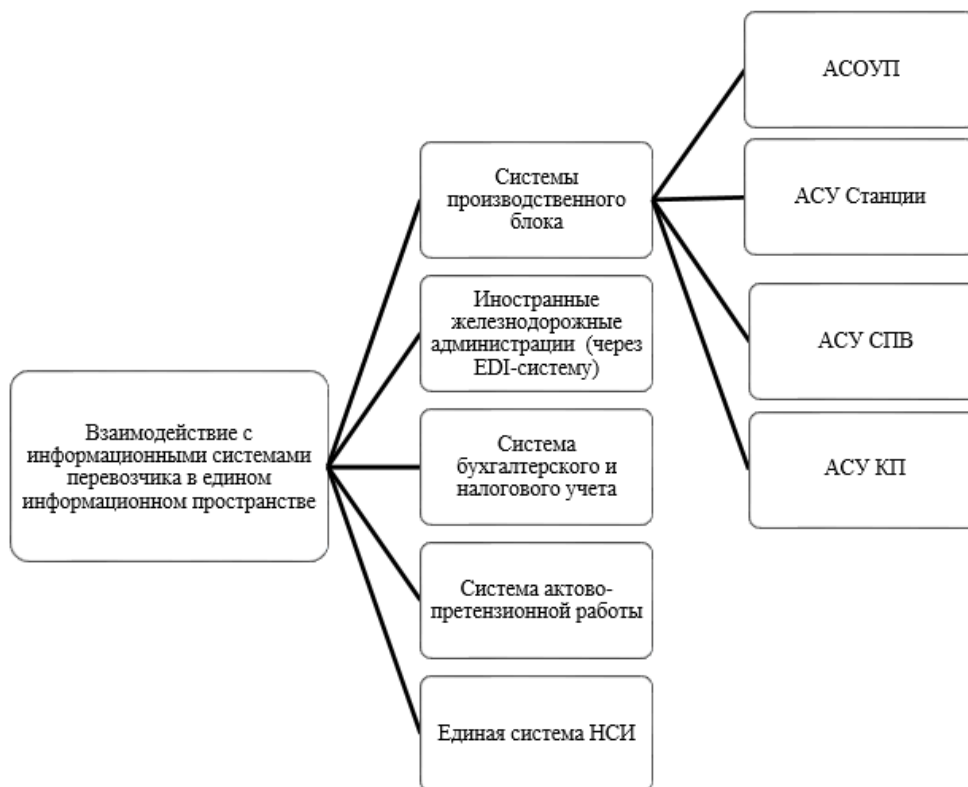 Взаимодействие с
информационными системами
перевозчика в едином
информационном пространстве
Системы
производственного
блока
Иностранные
железнодорожные
администрации (через
EDI-систему)
Система
бухгалтерского и
налогового учета
Система актово-
претензионной работы
Единая система НСИ
АСОУП
АСУ Станции
АСУ СПВ
АСУ КП